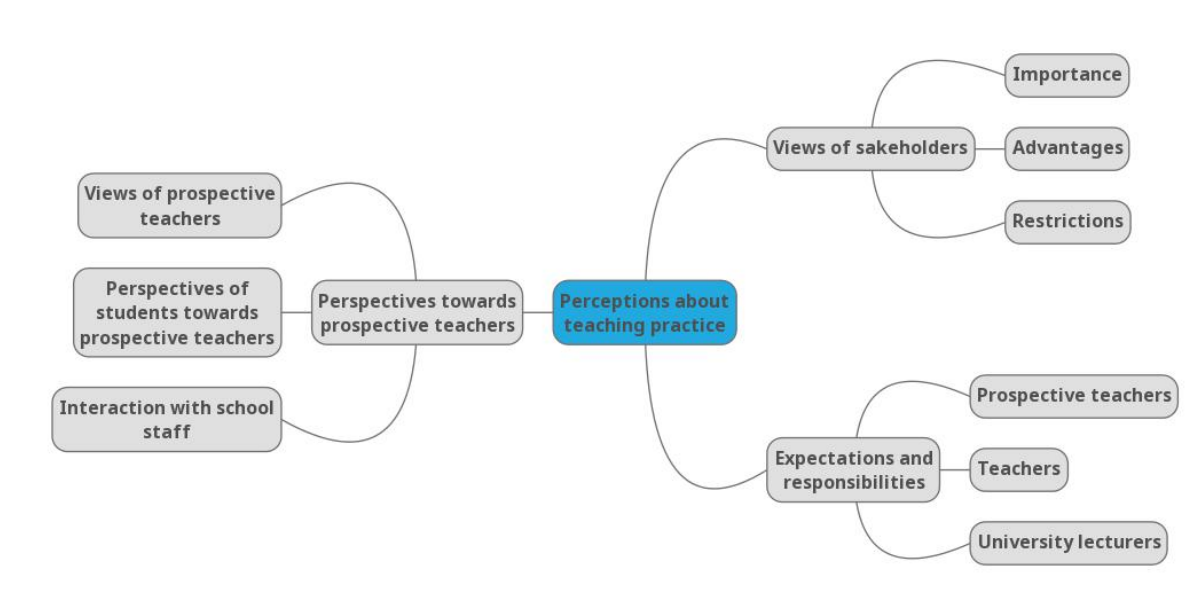 Perceptions about
teaching practice
Views of sakeholders
Importance
Advantages
Restrictions
Expectations and
responsibilities
Prospective teachers
Teachers
University lecturers
Perspectives towards
prospective teachers
Views of prospective
teachers
Perspectives of
students towards
prospective teachers
Interaction with school
staff